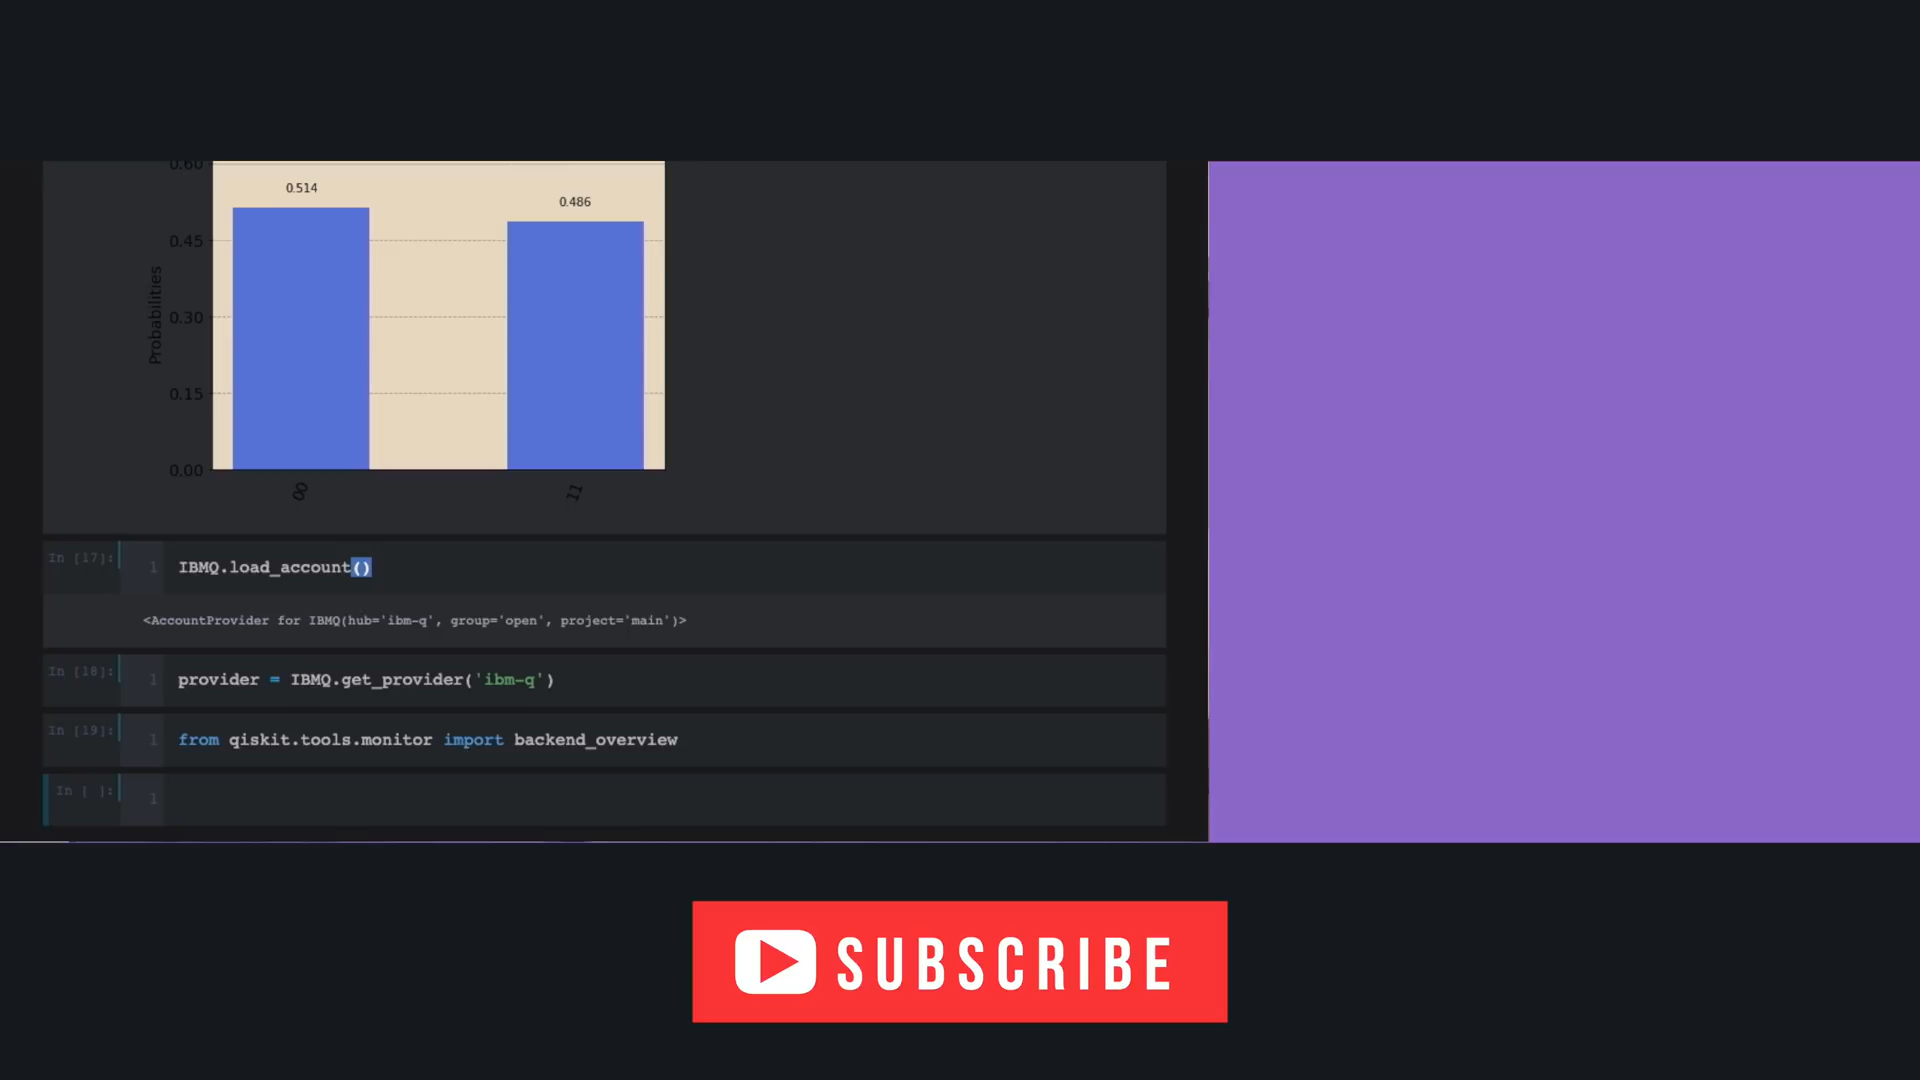 0.60
0.514
0.486
0.45
0.30
0.15
0.00
Probabilities
00
11
In [17]:
1
IBMQ.load_account()
<AccountProvider for IBMQ(hub='ibm-q', group='open', project='main')>
In [18]:
1
provider = IBMQ.get_provider('ibm-q')
In [19]:
1
from qiskit.tools.monitor import backend_overview
In [ ]:
1
SUBSCRIBE